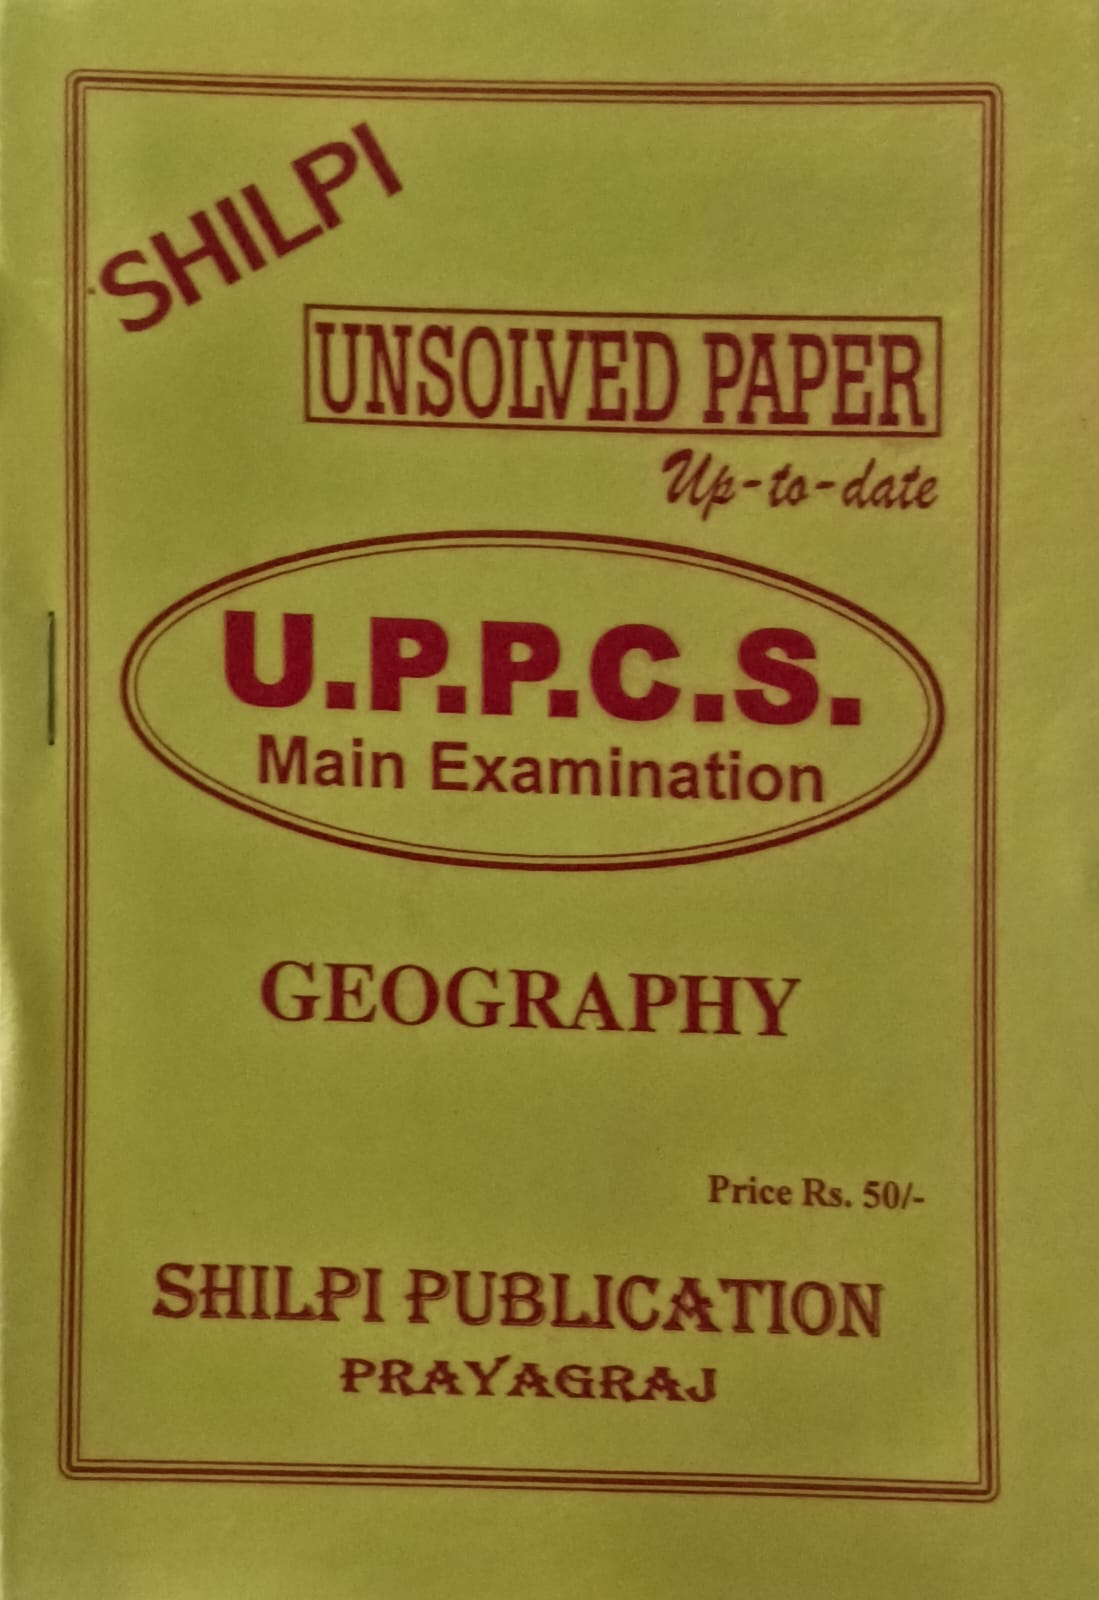 SHILPI
UNSOLVED PAPER
Up-to-date
U.P.P.C.S.
Main Examination
GEOGRAPHY
Price Rs. 50/-
SHILPI PUBLICATION
PRAYAGRAJ